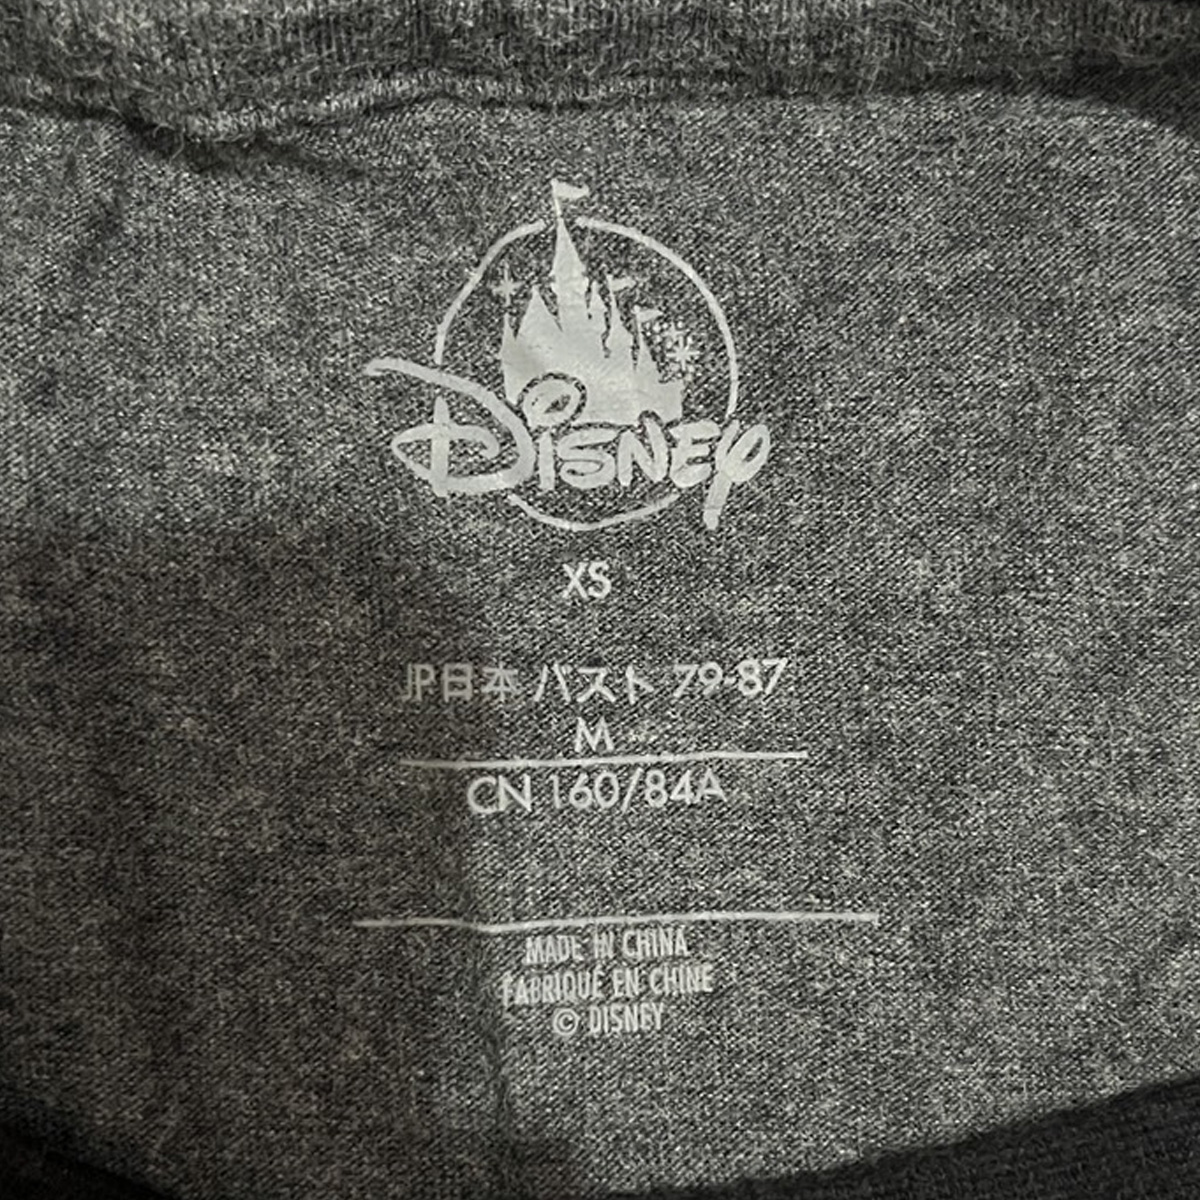 Disney
XS
JP日本 バスト 79-87
M
CN 160/84A
MADE IN CHINA
FABRIQUÉ EN CHINE
© DISNEY